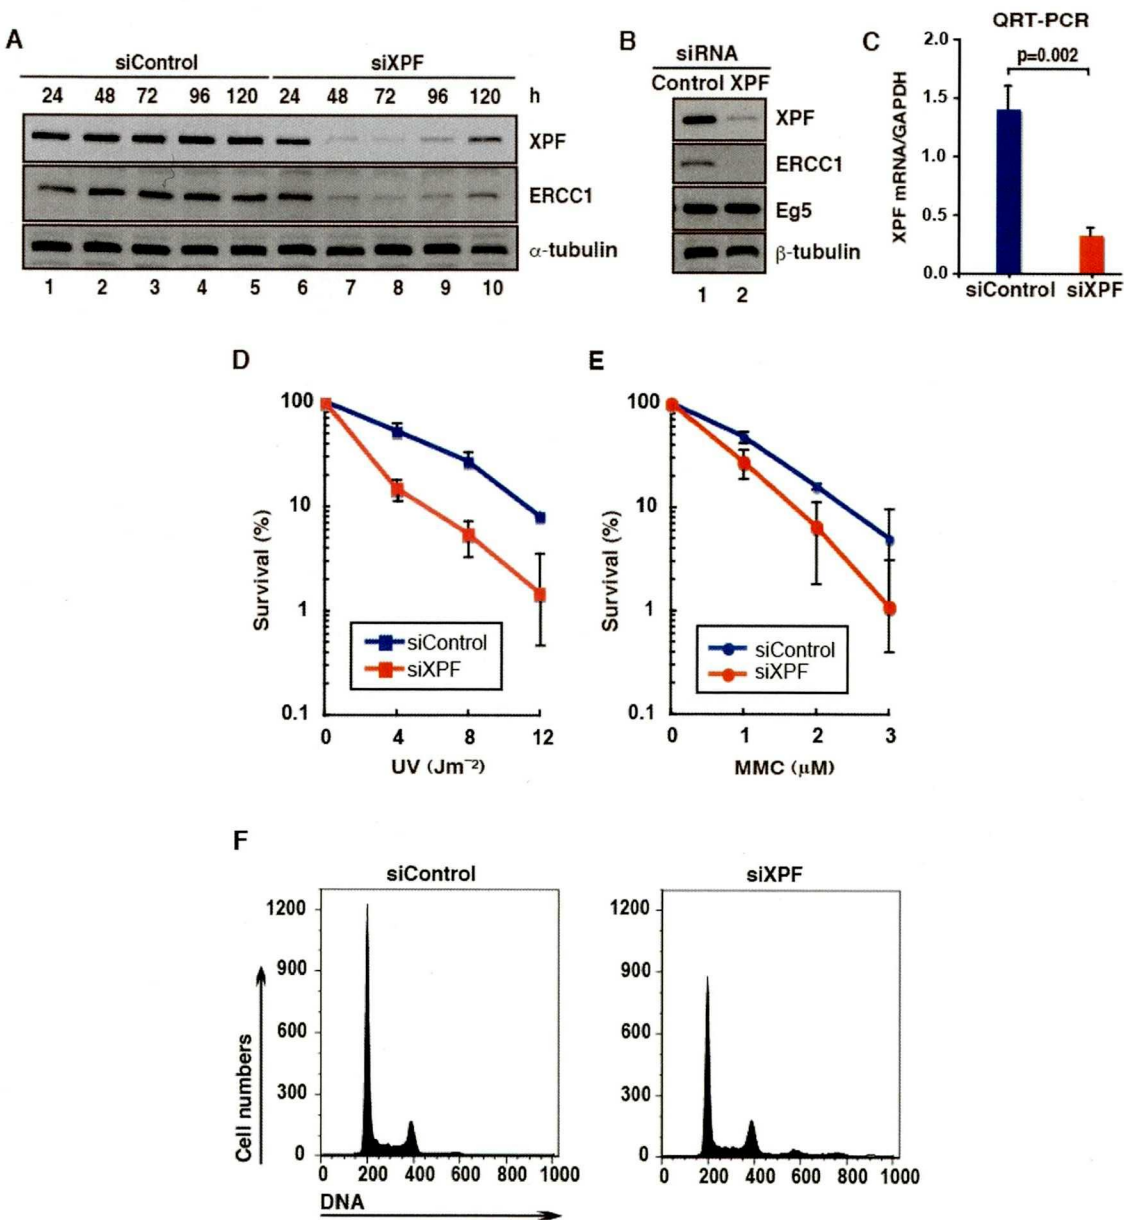 A
siControl siXPF
24 48 72 96 120 24 48 72 96 120 h
XPF
ERCC1
α-tubulin
1 2 3 4 5 6 7 8 9 10
B
siRNA
Control XPF
XPF
ERCC1
Eg5
β-tubulin
1 2
C
QRT-PCR
p=0.002
XPF mRNA/GAPDH
2.0
1.5
1.0
0.5
0.0
siControl siXPF
D
Survival (%)
100
10
1
0.1
siControl
siXPF
0 4 8 12
UV (Jm⁻²)
E
Survival (%)
100
10
1
0.1
siControl
siXPF
0 1 2 3
MMC (µM)
F
siControl
Cell numbers
1200
900
600
300
0
0 200 400 600 800 1000
DNA
siXPF
1200
900
600
300
0
0 200 400 600 800 1000